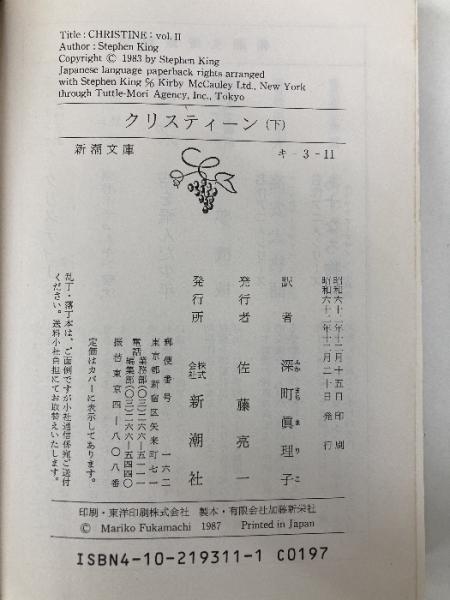 Title : CHRISTINE : vol. II
Author : Stephen King
Copyright © 1983 by Stephen King
Japanese language paperback rights arranged
with Stephen King ℅ Kirby McCauley Ltd., New York
through Tuttle-Mori Agency, Inc., Tokyo
クリスティーン(下)
新潮文庫
キ - 3 - 11
昭和六十二年十二月十五日印刷
昭和六十二年十二月二十日発行
訳者 深町眞理子
ふか まち ま り こ
発行者 佐藤亮一
発行所 株式会社 新潮社
郵便番号 一六二
東京都新宿区矢来町七一
電話 業務部(〇三)二六六—五一一一
編集部(〇三)二六六—五四四〇
振替 東京四—八〇八番
定価はカバーに表示してあります。
乱丁・落丁本は、ご面倒ですが小社通信係宛ご送付
ください。送料小社負担にてお取替えいたします。
印刷・東洋印刷株式会社 製本・有限会社加藤新栄社
© Mariko Fukamachi 1987 Printed in Japan
ISBN4-10-219311-1 C0197